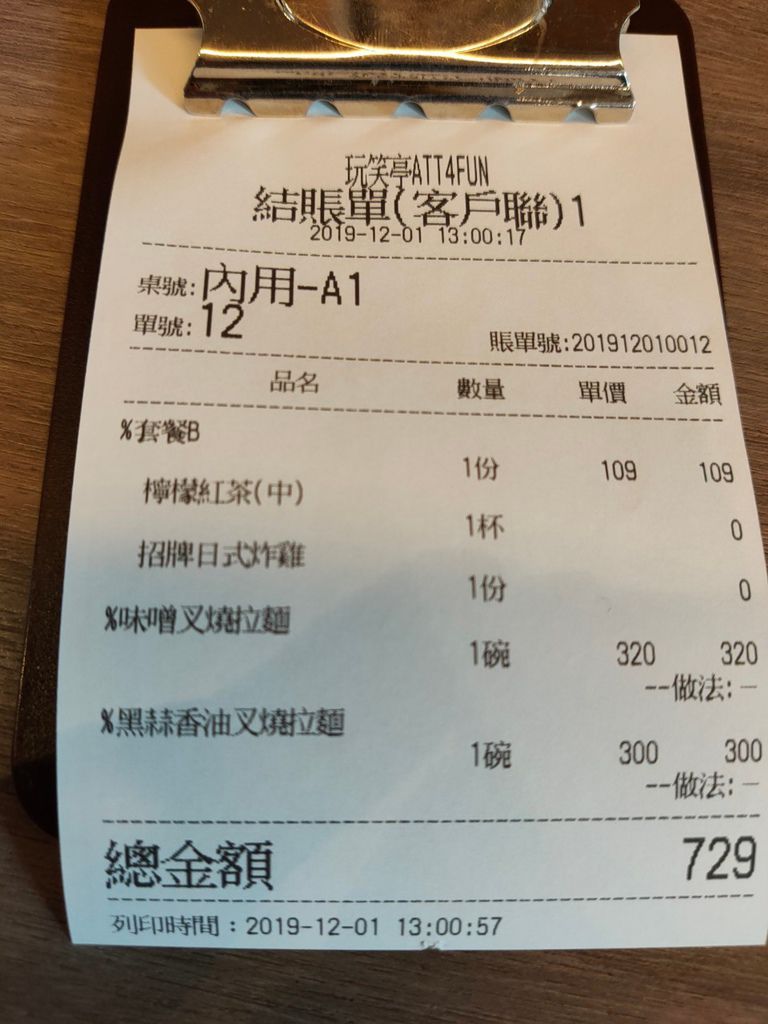 玩笑亭ATT4FUN
結賬單(客戶聯)1
2019-12-01 13:00:17
桌號:內用-A1
單號:12 賬單號:201912010012
品名 數量 單價 金額
%套餐B
1份 109 109
檸檬紅茶(中)
1杯 0
招牌日式炸雞
1份 0
%味噌叉燒拉麵
1碗 320 320
--做法:—
%黑蒜香油叉燒拉麵
1碗 300 300
--做法:—
總金額 729
列印時間：2019-12-01 13:00:57